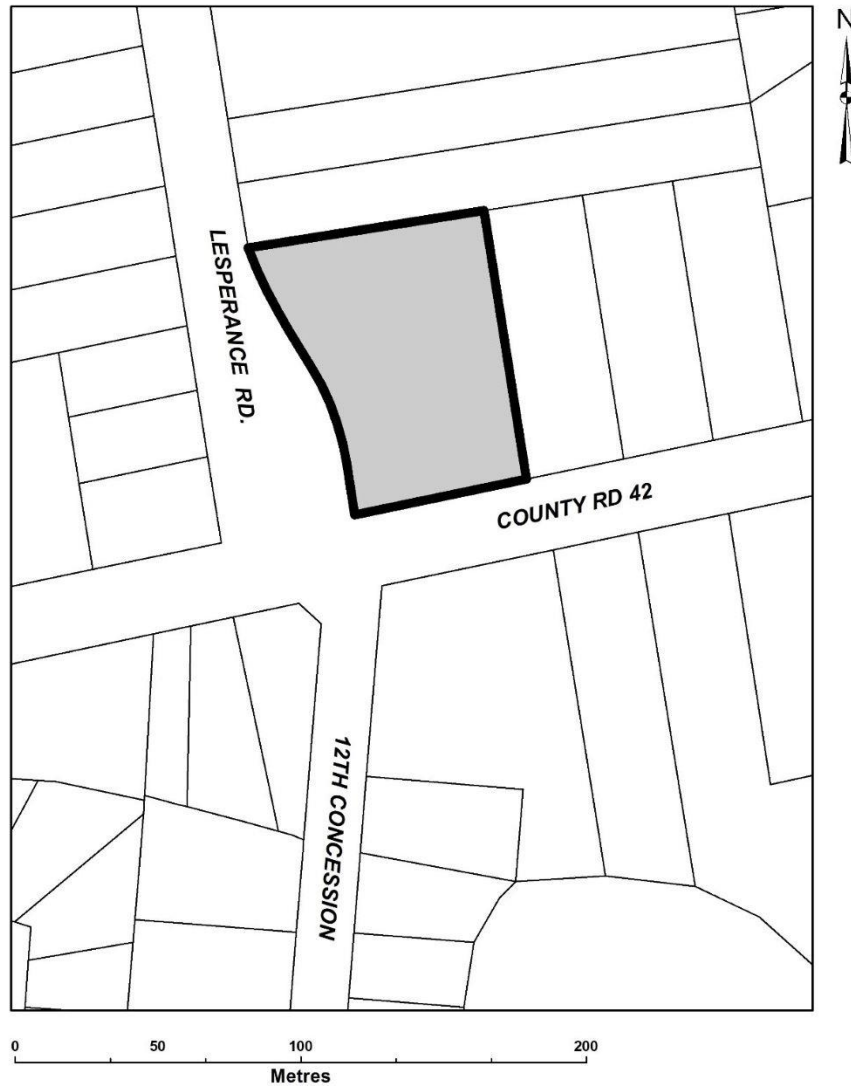 N
LESPERANCE RD.
COUNTY RD 42
12TH CONCESSION
0 50 100 200
Metres